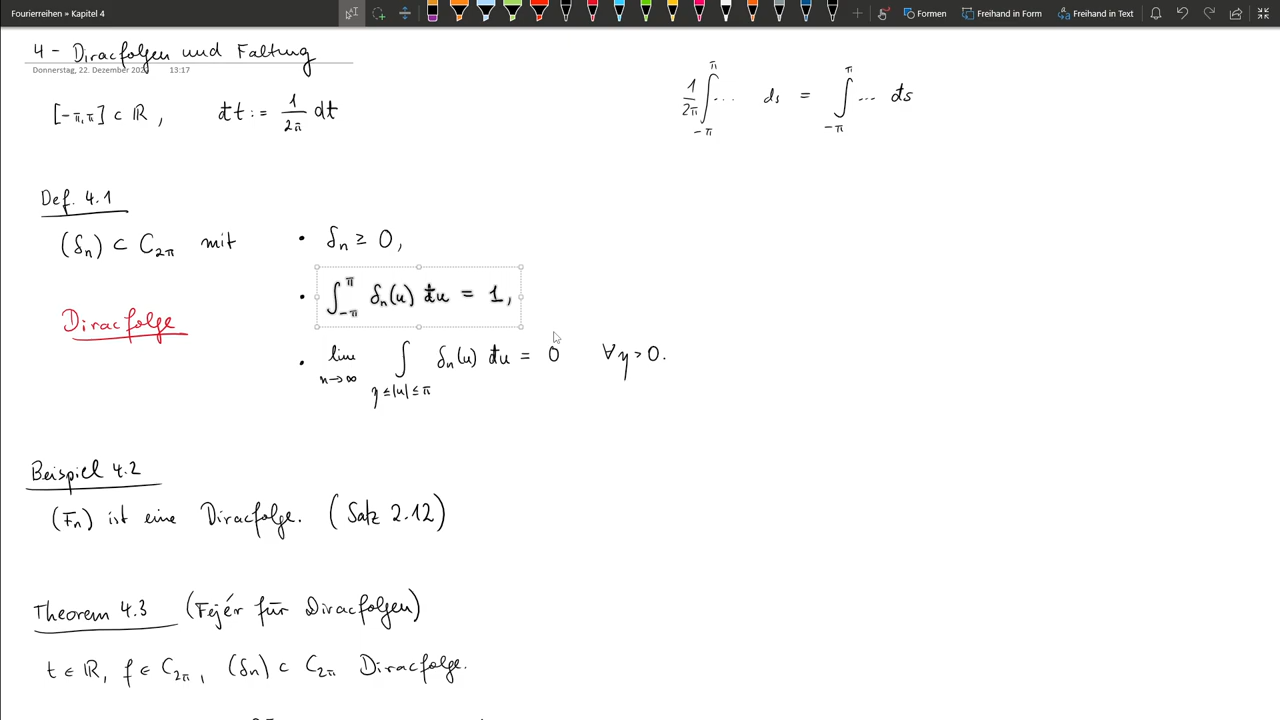 Fourierreihen » Kapitel 4
Formen
Freihand in Form
Freihand in Text
4 - Diracfolgen und Faltung
Donnerstag, 22. Dezember 13:17
[-π,π] ⊂ ℝ, đt := 1/2π dt
1/2π ∫_{-π}^{π} ... ds = ∫_{-π}^{π} ... đs
Def. 4.1
(δn) ⊂ C2π mit • δn ≥ 0,
• ∫_{-π}^{π} δn(u) đu = 1,
Diracfolge
• lim_{n→∞} ∫_{η≤|u|≤π} δn(u) đu = 0 ∀η>0.
Beispiel 4.2
(Fn) ist eine Diracfolge. (Satz 2.12)
Theorem 4.3 (Fejér für Diracfolgen)
t ∈ ℝ, f ∈ C2π, (δn) ⊂ C2π Diracfolge.